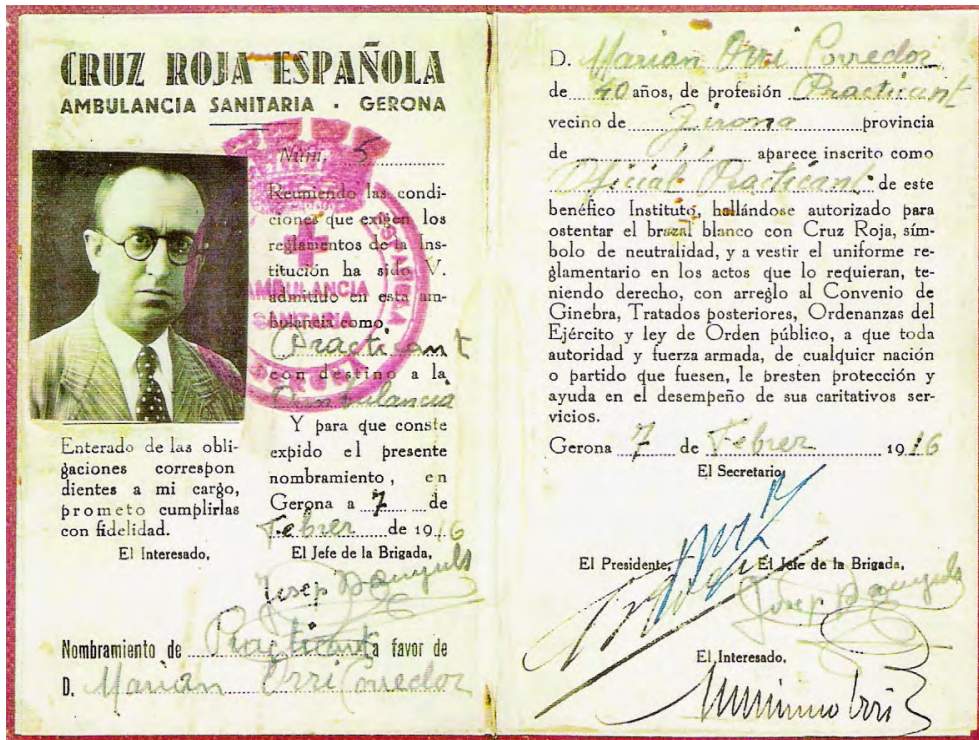 CRUZ ROJA ESPAÑOLA
AMBULANCIA SANITARIA · GERONA
Núm. 5
Reuniendo las condi-
ciones que exigen los
reglamentos de la Ins-
titución ha sido V.
admitido en esta am-
bulancia como
Practicant
con destino a la
Ambulancia
Y para que conste
expido el presente
nombramiento, en
Gerona a 7 de
Febrer de 1916
El Jefe de la Brigada,
Josep
AMBULANCIA
SANITARIA
Enterado de las obli-
gaciones correspon
dientes a mi cargo,
prometo cumplirlas
con fidelidad.
El Interesado,
Nombramiento de Practicant a favor de
D. Marián Orri Corredor
D. Marian Orri Corredor
de 40 años, de profesión Practicant
vecino de Girona provincia
de aparece inscrito como
Oficial Practicant de este
benéfico Instituto, hallándose autorizado para
ostentar el brazal blanco con Cruz Roja, sím-
bolo de neutralidad, y a vestir el uniforme re-
glamentario en los actos que lo requieran, te-
niendo derecho, con arreglo al Convenio de
Ginebra, Tratados posteriores, Ordenanzas del
Ejército y ley de Orden público, a que toda
autoridad y fuerza armada, de cualquier nación
o partido que fuesen, le presten protección y
ayuda en el desempeño de sus caritativos ser-
vicios.
Gerona 7 de Febrer 1916
El Secretario,
El Presidente, El Jefe de la Brigada,
Josep
El Interesado,
Orri